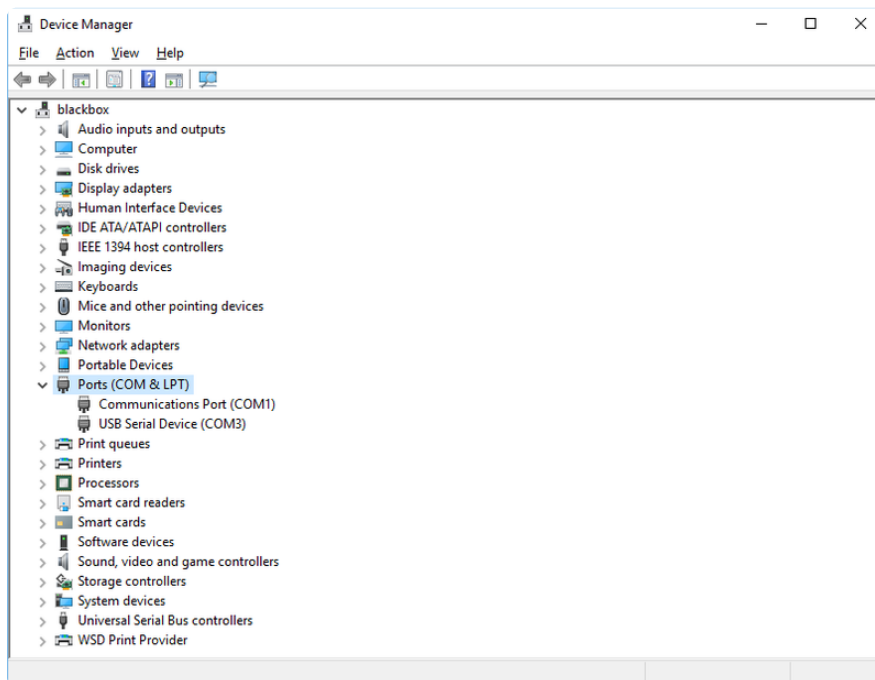 Device Manager
File Action View Help
blackbox
Audio inputs and outputs
Computer
Disk drives
Display adapters
Human Interface Devices
IDE ATA/ATAPI controllers
IEEE 1394 host controllers
Imaging devices
Keyboards
Mice and other pointing devices
Monitors
Network adapters
Portable Devices
Ports (COM & LPT)
Communications Port (COM1)
USB Serial Device (COM3)
Print queues
Printers
Processors
Smart card readers
Smart cards
Software devices
Sound, video and game controllers
Storage controllers
System devices
Universal Serial Bus controllers
WSD Print Provider